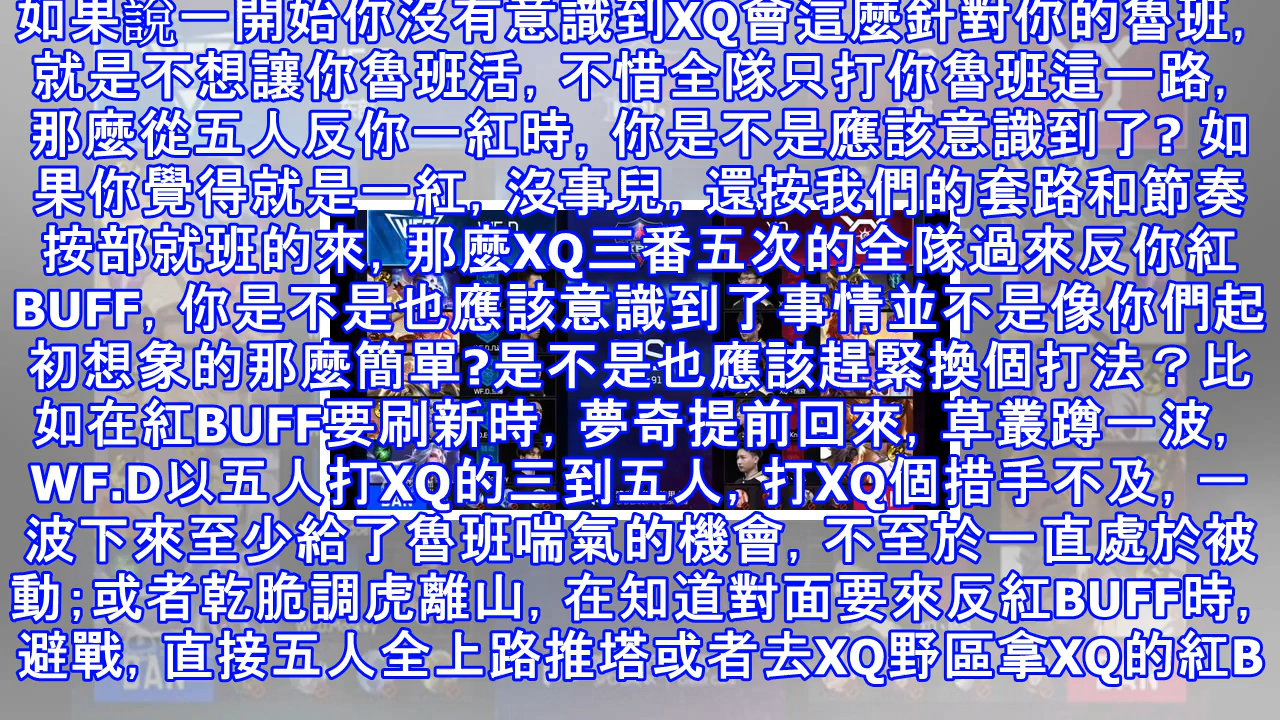 如果說一開始你沒有意識到XQ會這麼針對你的魯班,
就是不想讓你魯班活, 不惜全隊只打你魯班這一路,
那麼從五人反你一紅時, 你是不是應該意識到了? 如
果你覺得就是一紅, 沒事兒, 還按我們的套路和節奏
按部就班的來, 那麼XQ三番五次的全隊過來反你紅
BUFF, 你是不是也應該意識到了事情並不是像你們起
初想象的那麼簡單?是不是也應該趕緊換個打法？比
如在紅BUFF要刷新時, 夢奇提前回來, 草叢蹲一波,
WF.D以五人打XQ的三到五人, 打XQ個措手不及, 一
波下來至少給了魯班喘氣的機會, 不至於一直處於被
動;或者乾脆調虎離山, 在知道對面要來反紅BUFF時,
避戰, 直接五人全上路推塔或者去XQ野區拿XQ的紅B
BAN
BAN